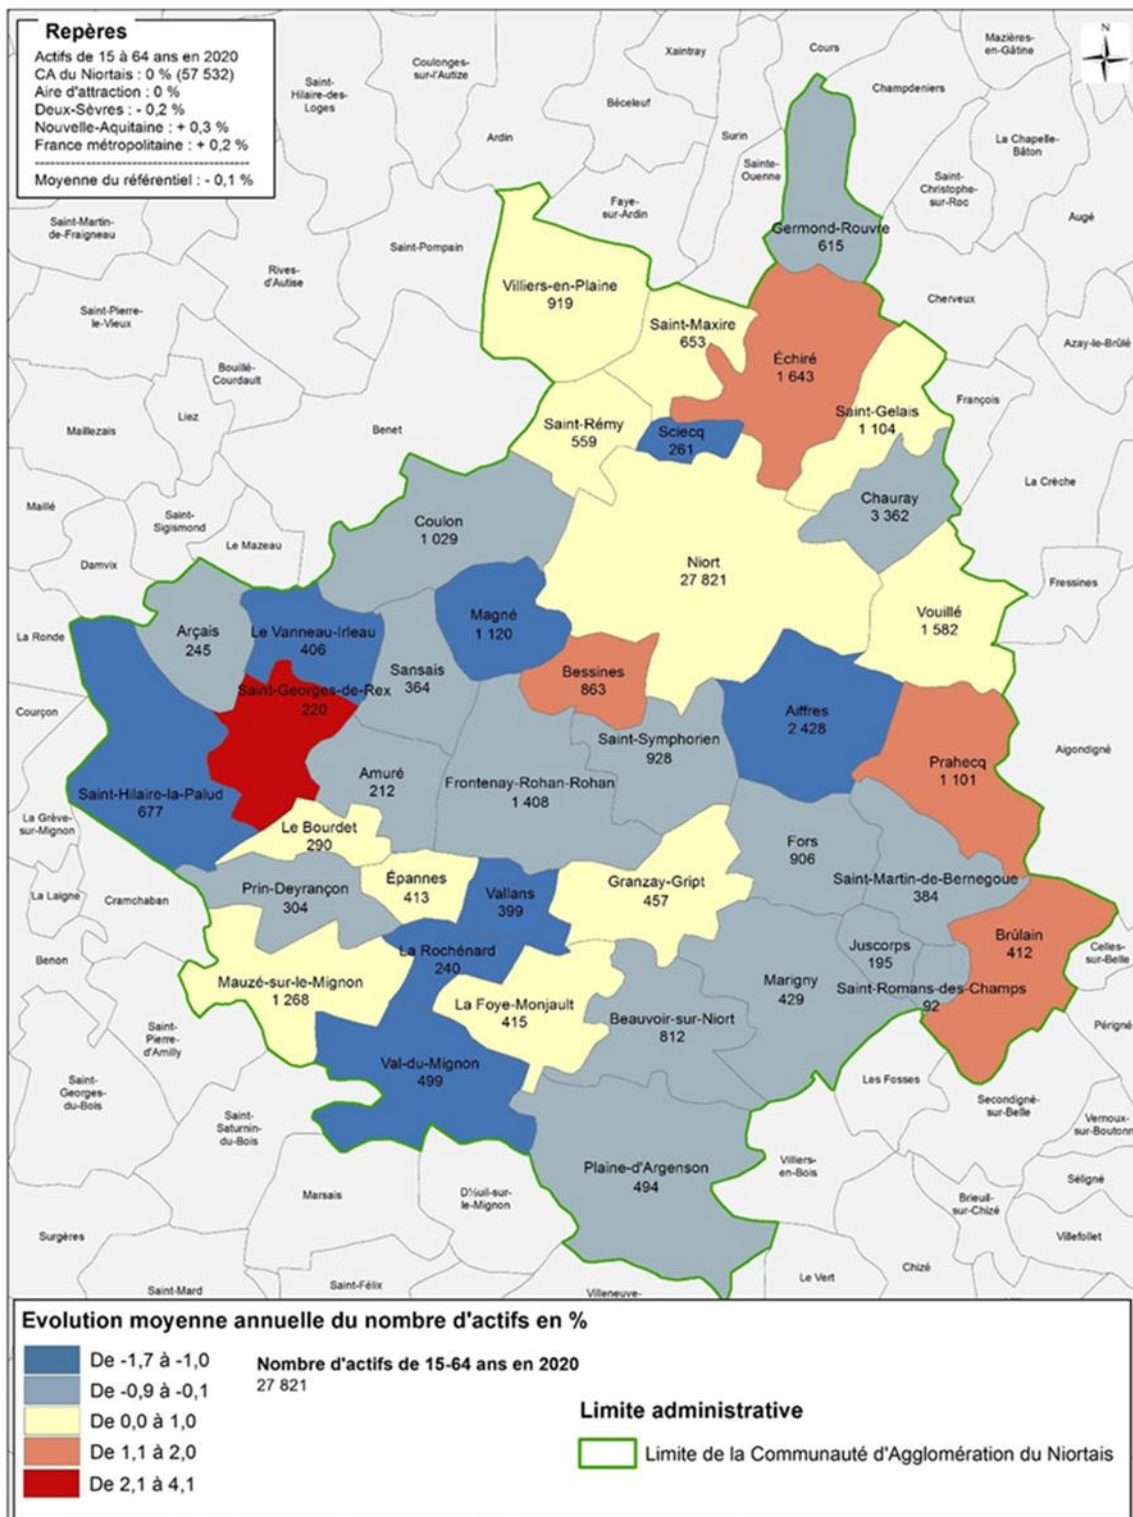 Repères
Actifs de 15 à 64 ans en 2020
CA du Niortais : 0 % (57 532)
Aire d'attraction : 0 %
Deux-Sèvres : - 0,2 %
Nouvelle-Aquitaine : + 0,3 %
France métropolitaine : + 0,2 %
Moyenne du référentiel : - 0,1 %
N
Xaintray
Cours
Mazières-
en-Gâtine
Coulonges-
sur-l'Autize
Saint-
Hilaire-des-
Loges
Béceleuf
Champdeniers
Ardin
Surin
La Chapelle-
Bâton
Sainte-
Ouenne
Saint-
Christophe-
sur-Roc
Faye-
sur-Ardin
Augé
Saint-Martin-
de-Fraigneau
Saint-Pompain
Germond-Rouvre
615
Rives-
d'Autise
Villiers-en-Plaine
919
Cherveux
Saint-Pierre-
le-Vieux
Saint-Maxire
653
Échiré
1 643
Azay-le-Brûlé
Bouillé-
Courdault
François
Liez
Maillezais
Benet
Saint-Rémy
559
Sciecq
261
Saint-Gelais
1 104
La Crèche
Maillé
Saint-
Sigismond
Chauray
3 362
Coulon
1 029
Le Mazeau
Damvix
Niort
27 821
Fressines
Vouillé
1 582
La Ronde
Arçais
245
Le Vanneau-Irleau
406
Magné
1 120
Sansais
364
Bessines
863
Saint-Georges-de-Rex
220
Courçon
Aiffres
2 428
Saint-Symphorien
928
Aigondigné
Prahecq
1 101
Saint-Hilaire-la-Palud
677
Amuré
212
Frontenay-Rohan-Rohan
1 408
La Grève-
sur-Mignon
Le Bourdet
290
Fors
906
La Laigne
Cramchaban
Prin-Deyrançon
304
Épannes
413
Vallans
399
Granzay-Gript
457
Saint-Martin-de-Bernegoue
384
Benon
La Rochénard
240
Juscorps
195
Brûlain
412
Celles-
sur-Belle
Mauzé-sur-le-Mignon
1 268
Marigny
429
Saint-Romans-des-Champs
92
La Foye-Monjault
415
Beauvoir-sur-Niort
812
Périgné
Saint-
Pierre-
d'Amilly
Val-du-Mignon
499
Les Fosses
Saint-
Georges-
du-Bois
Secondigné-
sur-Belle
Saint-
Saturnin-
du-Bois
Vernoux-
sur-Boutonn
Plaine-d'Argenson
494
Villiers-
en-Bois
Marsais
D½uil-sur-
le-Mignon
Séligné
Brieuil-
sur-Chizé
Surgères
Villefollet
Saint-Mard
Saint-Félix
Villeneuve-
Le Vert
Chizé
Evolution moyenne annuelle du nombre d'actifs en %
De -1,7 à -1,0
De -0,9 à -0,1
De 0,0 à 1,0
De 1,1 à 2,0
De 2,1 à 4,1
Nombre d'actifs de 15-64 ans en 2020
27 821
Limite administrative
Limite de la Communauté d'Agglomération du Niortais